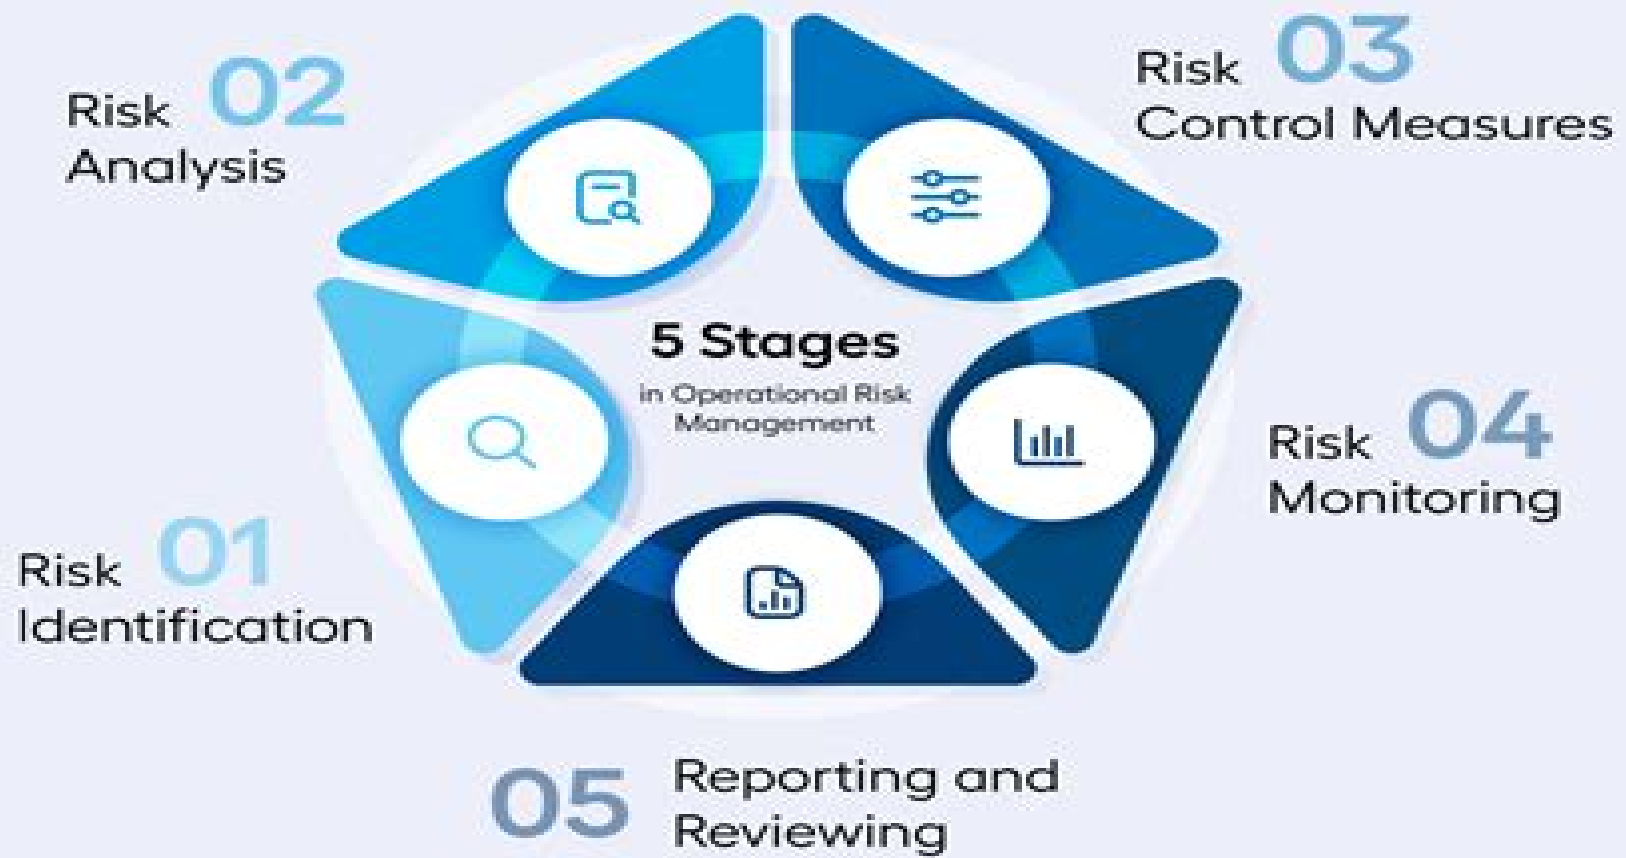 5 Stages
in Operational Risk
Management
Risk 01
Identification
Risk 02
Analysis
Risk 03
Control Measures
Risk 04
Monitoring
05 Reporting and
Reviewing